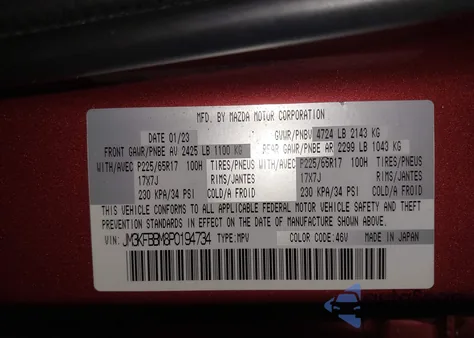 MFD. BY MAZDA MOTOR CORPORATION
DATE 01/23 GVWR/PNBV 4724 LB 2143 KG
FRONT GAWR/PNBE AV 2425 LB 1100 KG REAR GAWR/PNBE AR 2299 LB 1043 KG
WITH/AVEC P225/65R17 100H TIRES/PNEUS WITH/AVEC P225/65R17 100H TIRES/PNEUS
17X7J RIMS/JANTES 17X7J RIMS/JANTES
230 KPA/34 PSI COLD/A FROID 230 KPA/34 PSI COLD/A FROID
THIS VEHICLE CONFORMS TO ALL APPLICABLE FEDERAL MOTOR VEHICLE SAFETY AND THEFT
PREVENTION STANDARDS IN EFFECT ON THE DATE OF MANUFACTURE SHOWN ABOVE.
VIN: JM3KFBBM8P0194734 TYPE:MPV COLOR CODE:46V MADE IN JAPAN